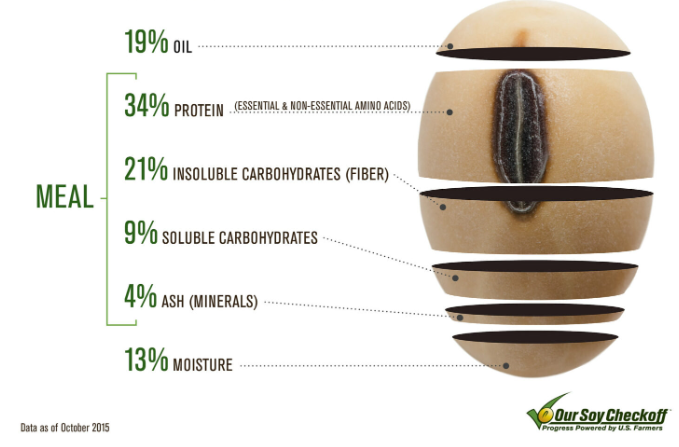 19% OIL
34% PROTEIN (ESSENTIAL & NON-ESSENTIAL AMINO ACIDS)
21% INSOLUBLE CARBOHYDRATES (FIBER)
MEAL
9% SOLUBLE CARBOHYDRATES
4% ASH (MINERALS)
13% MOISTURE
Our Soy Checkoff
Progress Powered by U.S. Farmers
Data as of October 2015